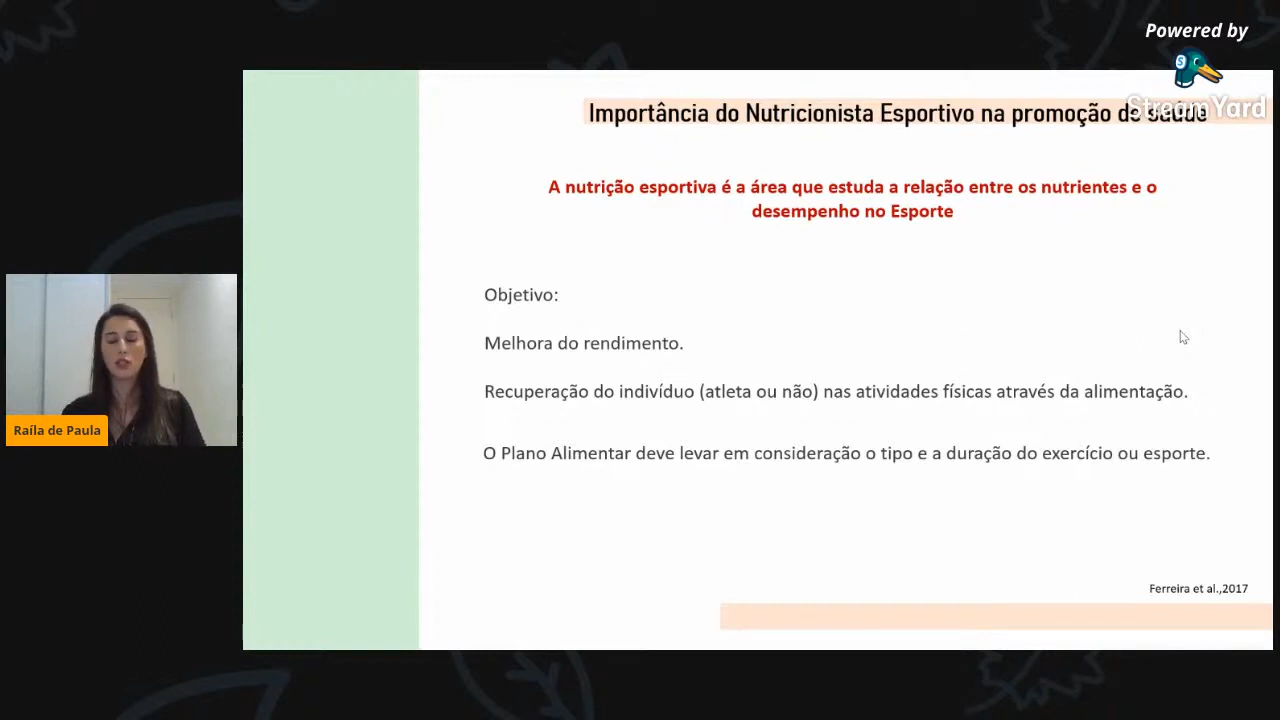 Powered by
StreamYard
Importância do Nutricionista Esportivo na promoção de saúde
A nutrição esportiva é a área que estuda a relação entre os nutrientes e o
desempenho no Esporte
Objetivo:
Melhora do rendimento.
Recuperação do indivíduo (atleta ou não) nas atividades físicas através da alimentação.
O Plano Alimentar deve levar em consideração o tipo e a duração do exercício ou esporte.
Raíla de Paula
Ferreira et al.,2017